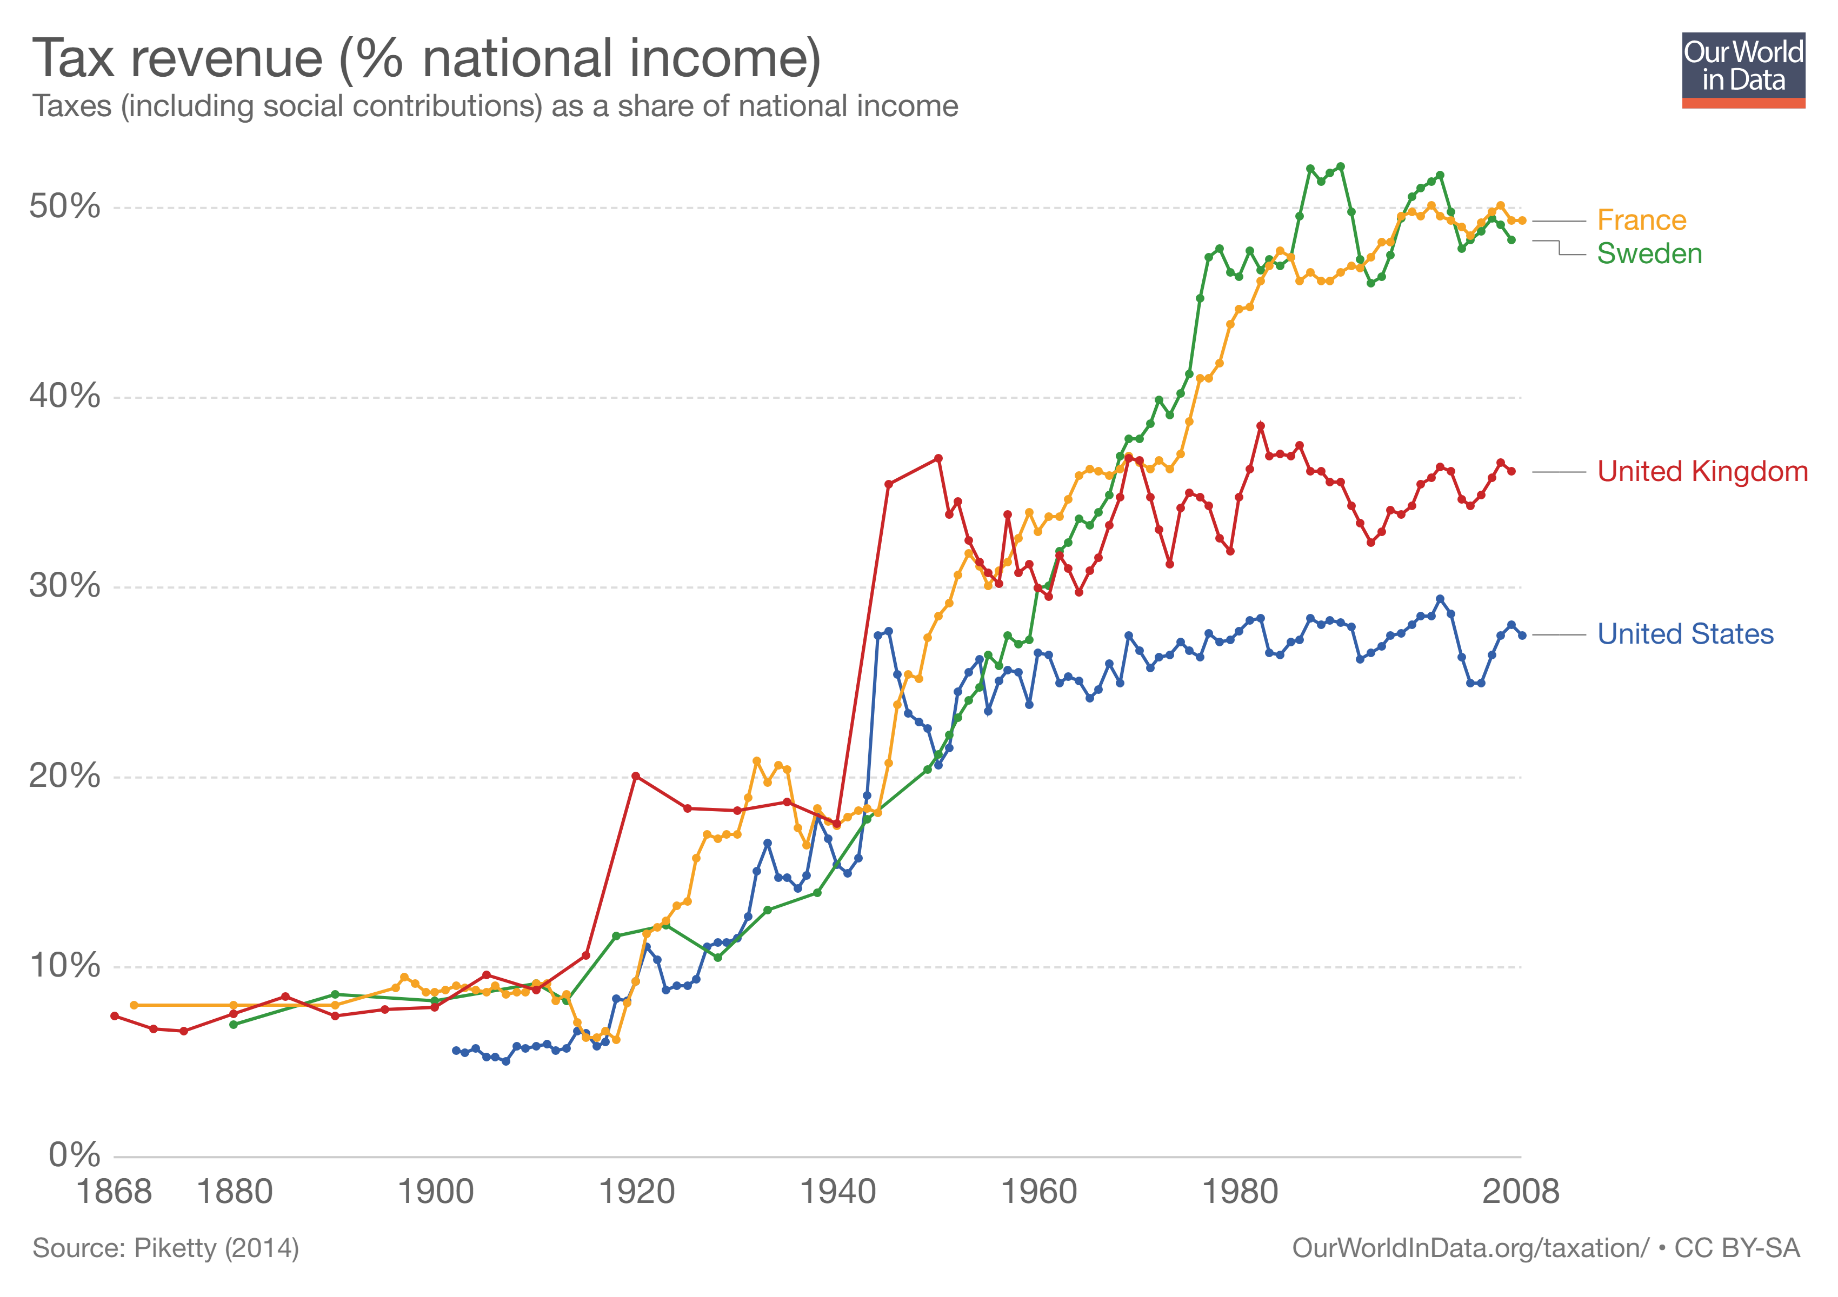 Tax revenue (% national income)
Taxes (including social contributions) as a share of national income
Our World
in Data
50%
40%
30%
20%
10%
0%
France
Sweden
United Kingdom
United States
1868 1880 1900 1920 1940 1960 1980 2008
Source: Piketty (2014)
OurWorldInData.org/taxation/ • CC BY-SA